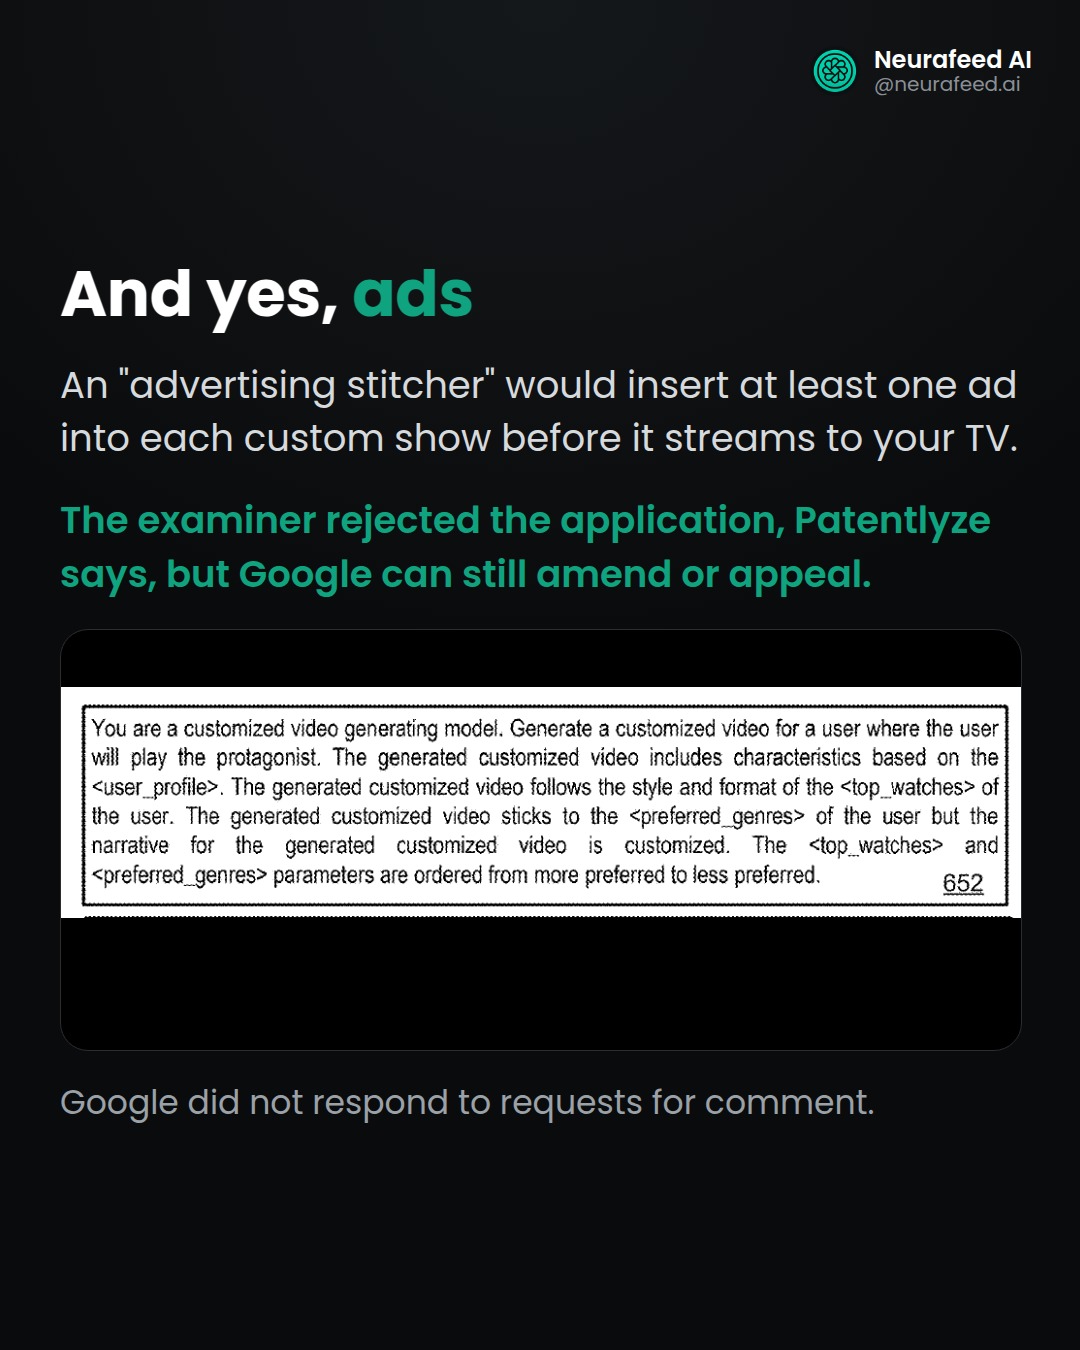 Neurafeed AI
@neurafeed.ai
And yes, ads
An "advertising stitcher" would insert at least one ad
into each custom show before it streams to your TV.
The examiner rejected the application, Patentlyze
says, but Google can still amend or appeal.
You are a customized video generating model. Generate a customized video for a user where the user
will play the protagonist. The generated customized video includes characteristics based on the
<user_profile>. The generated customized video follows the style and format of the <top_watches> of
the user. The generated customized video sticks to the <preferred_genres> of the user but the
narrative for the generated customized video is customized. The <top_watches> and
<preferred_genres> parameters are ordered from more preferred to less preferred.
652
Google did not respond to requests for comment.